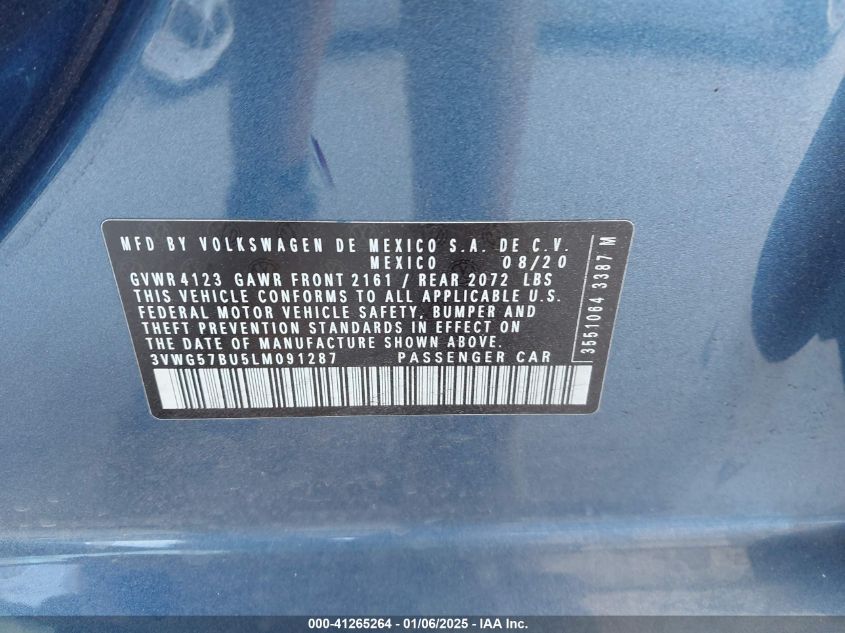 MFD BY VOLKSWAGEN DE MEXICO S.A. DE C.V.
MEXICO 08/20
GVWR 4123 GAWR FRONT 2161 / REAR 2072 LBS
THIS VEHICLE CONFORMS TO ALL APPLICABLE U.S.
FEDERAL MOTOR VEHICLE SAFETY, BUMPER AND
THEFT PREVENTION STANDARDS IN EFFECT ON
THE DATE OF MANUFACTURE SHOWN ABOVE.
3VWG57BU5LM091287 PASSENGER CAR
3551064 3387 M
000-41265264 - 01/06/2025 - IAA Inc.